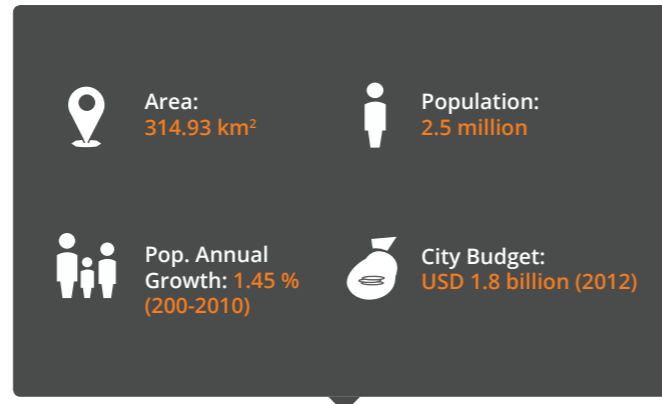 Area:
314.93 km²
Population:
2.5 million
Pop. Annual
Growth: 1.45 %
(200-2010)
City Budget:
USD 1.8 billion (2012)